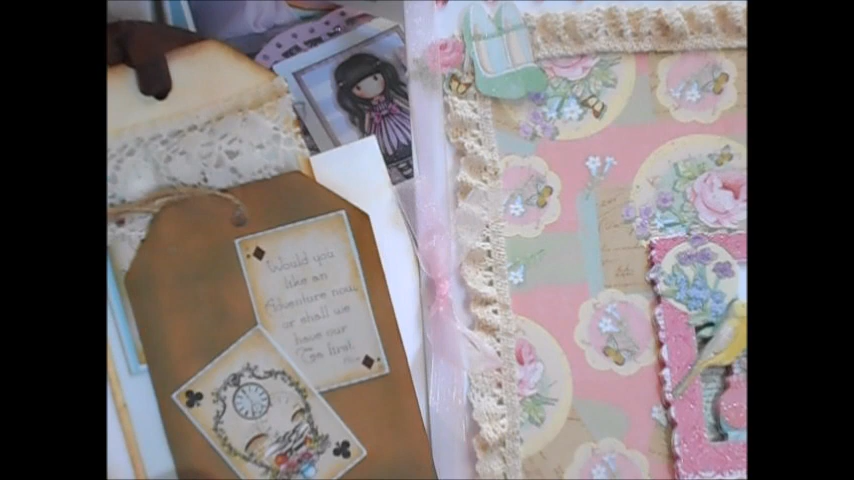 Would you
like an
Adventure now,
or shall we
have our
Tea first.